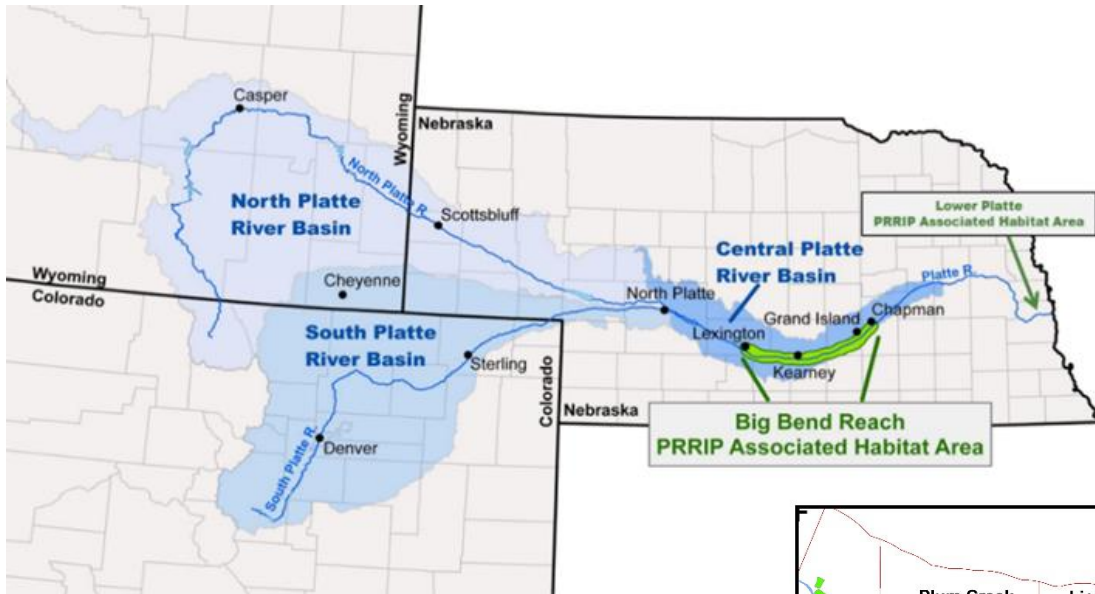 Casper
Wyoming
Nebraska
North Platte R.
North Platte
River Basin
Scottsbluff
Lower Platte
PRRIP Associated Habitat Area
Central Platte
River Basin
Platte R.
Wyoming
Colorado
Cheyenne
North Platte
Grand Island
Chapman
South Platte
River Basin
Lexington
Sterling
Kearney
Colorado
Nebraska
Big Bend Reach
PRRIP Associated Habitat Area
Denver
South Platte R.